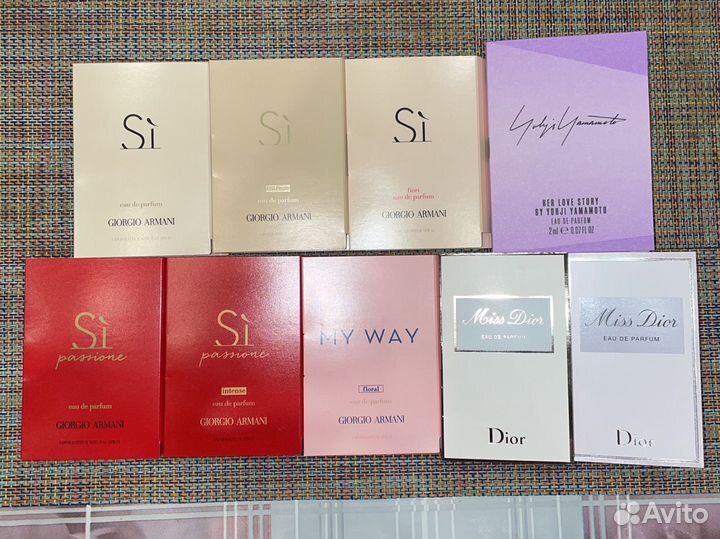 Sì
eau de parfum
GIORGIO ARMANI
Sì
intense
eau de parfum
GIORGIO ARMANI
Sì
fiori
eau de parfum
GIORGIO ARMANI
Yohji Yamamoto
HER LOVE STORY
BY YOHJI YAMAMOTO
EAU DE PARFUM
2ml ℮ 0.07FL OZ
Sì
passione
eau de parfum
GIORGIO ARMANI
Sì
passione
intense
eau de parfum
GIORGIO ARMANI
MY WAY
floral
eau de parfum
GIORGIO ARMANI
Miss Dior
EAU DE PARFUM
Dior
Miss Dior
EAU DE PARFUM
Dior
Avito